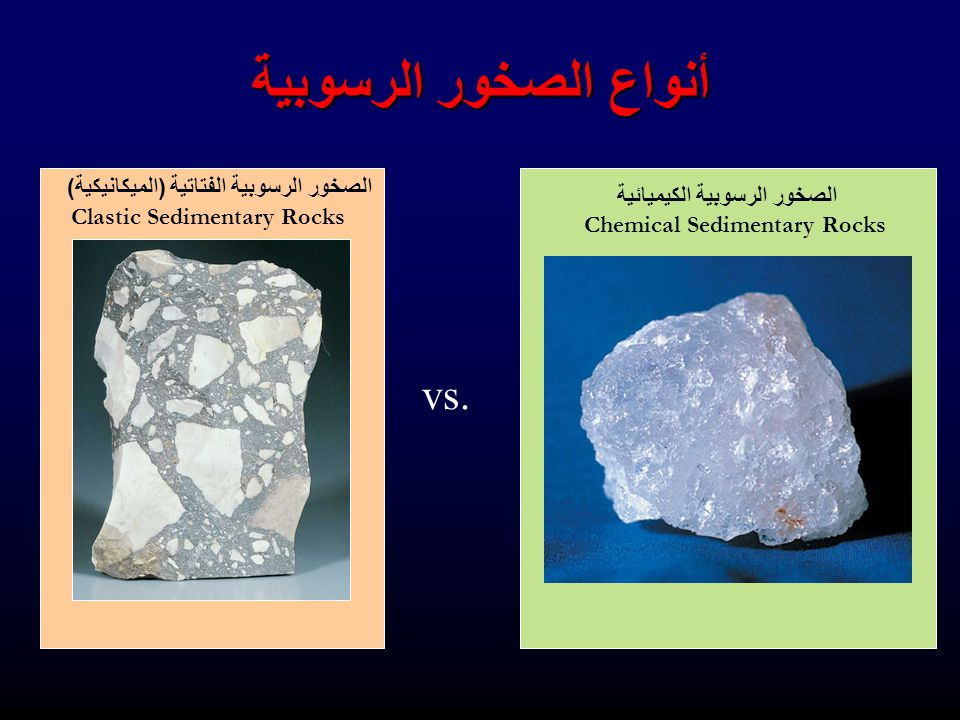 أنواع الصخور الرسوبية
الصخور الرسوبية الفتاتية (الميكانيكية)
Clastic Sedimentary Rocks
vs.
الصخور الرسوبية الكيميائية
Chemical Sedimentary Rocks